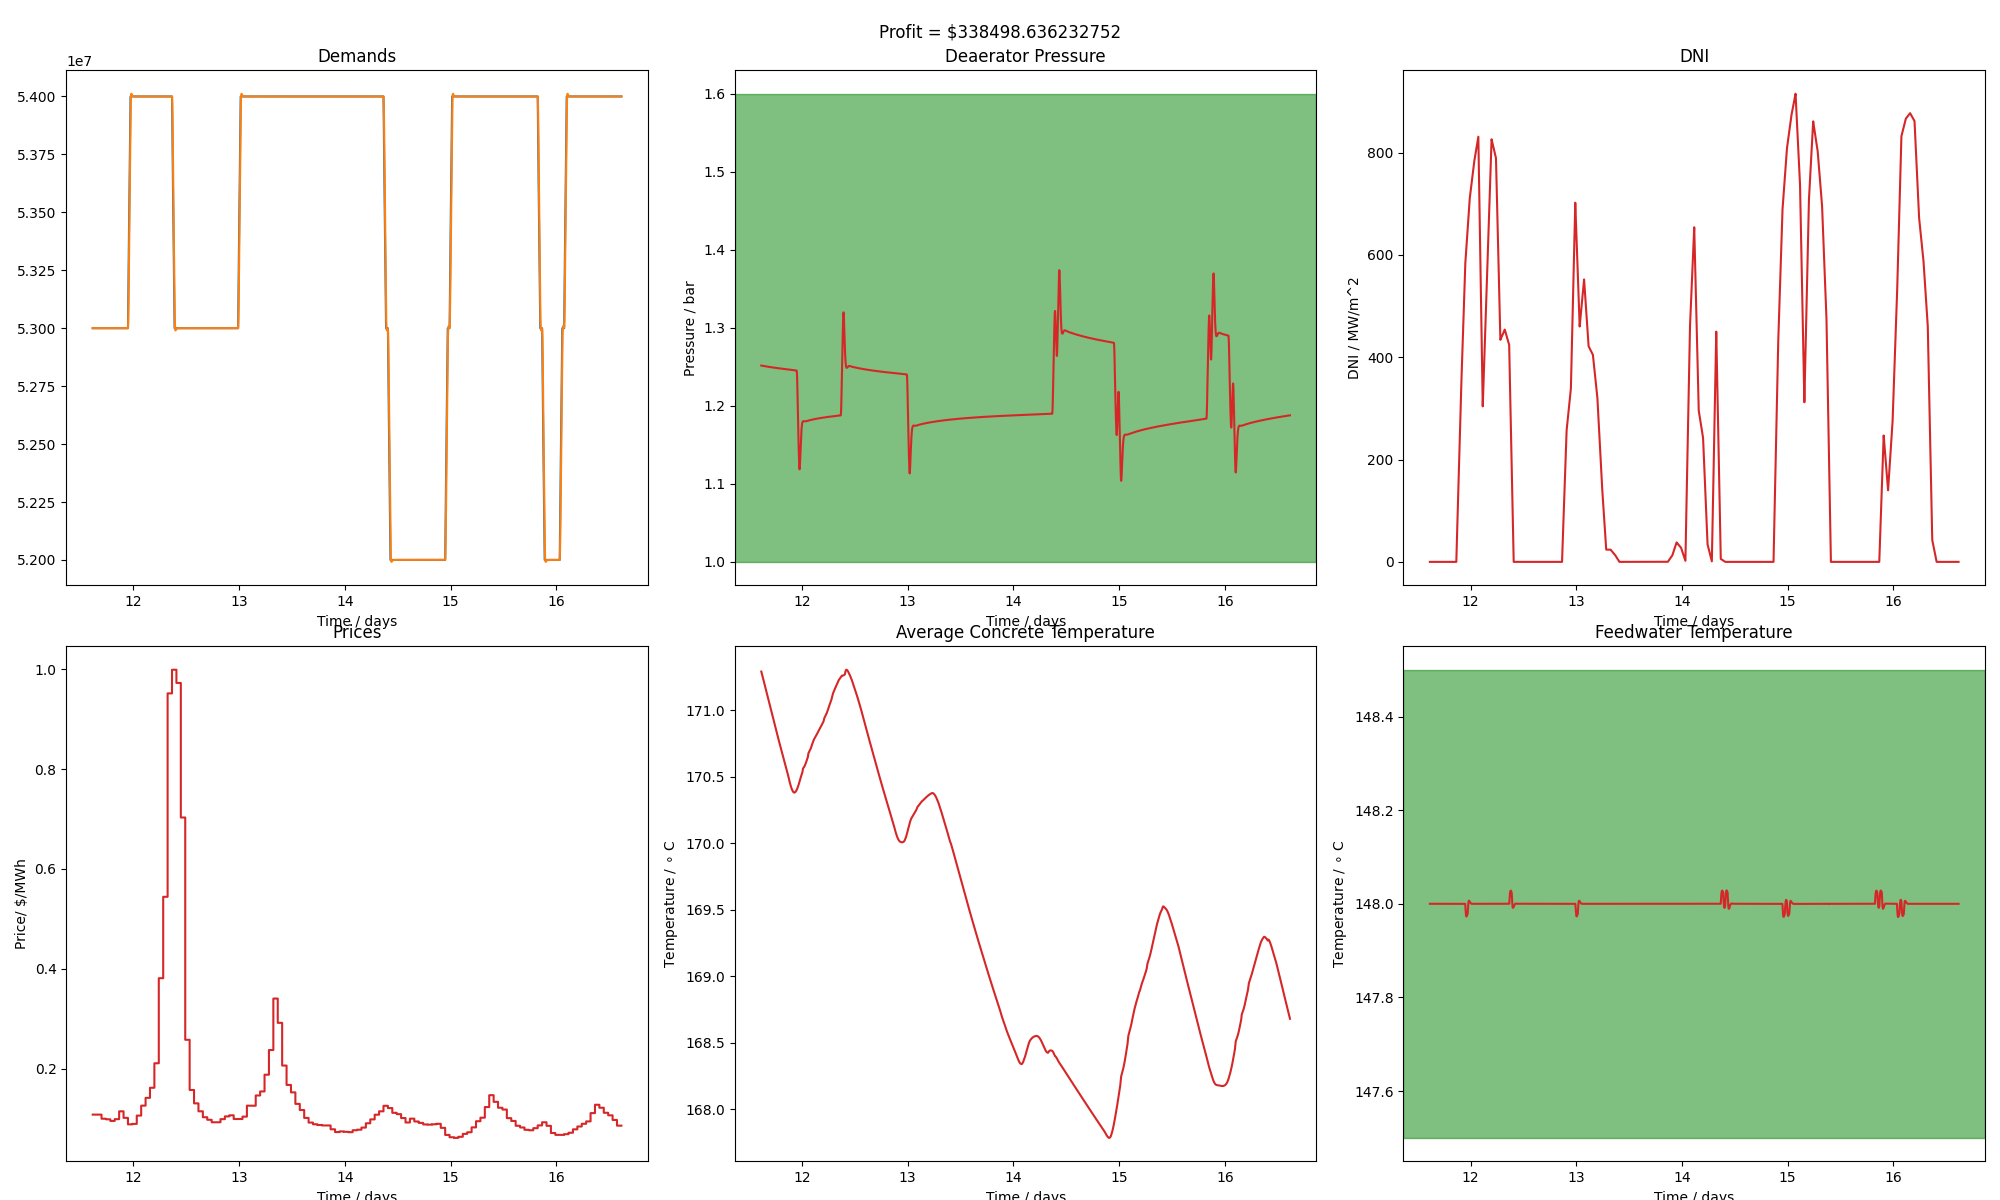 Profit = $338498.636232752
Demands
1e7
5.400
5.375
5.350
5.325
5.300
5.275
5.250
5.225
5.200
12 13 14 15 16
Time / days
Deaerator Pressure
Pressure / bar
1.6
1.5
1.4
1.3
1.2
1.1
1.0
12 13 14 15 16
Time / days
DNI
DNI / MW/m^2
800
600
400
200
0
12 13 14 15 16
Time / days
Prices
Price/ $/MWh
1.0
0.8
0.6
0.4
0.2
12 13 14 15 16
Time / days
Average Concrete Temperature
Temperature / ∘ C
171.0
170.5
170.0
169.5
169.0
168.5
168.0
12 13 14 15 16
Time / days
Feedwater Temperature
Temperature / ∘ C
148.4
148.2
148.0
147.8
147.6
12 13 14 15 16
Time / days